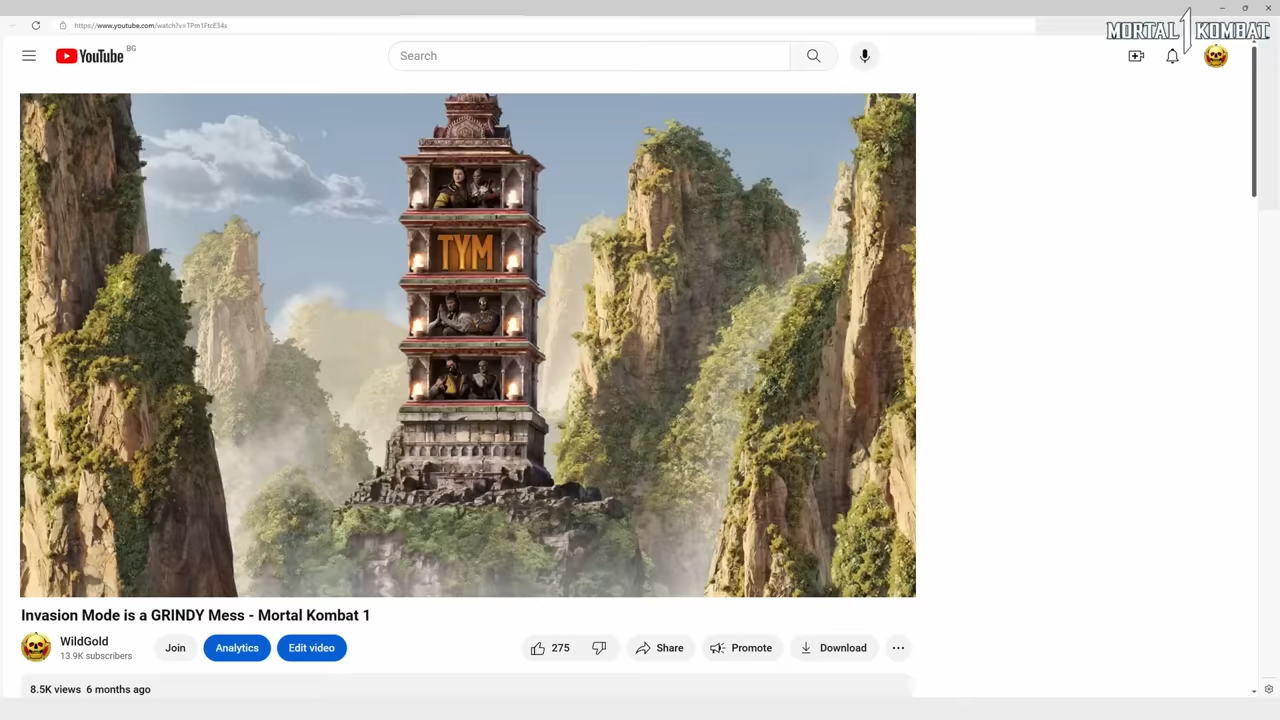 https://www.youtube.com/watch?v=TPm1FtcE34s
MORTAL 1 KOMBAT
YouTube BG
Search
TYM
Invasion Mode is a GRINDY Mess - Mortal Kombat 1
WildGold
13.9K subscribers
Join
Analytics
Edit video
275
Share
Promote
Download
8.5K views 6 months ago